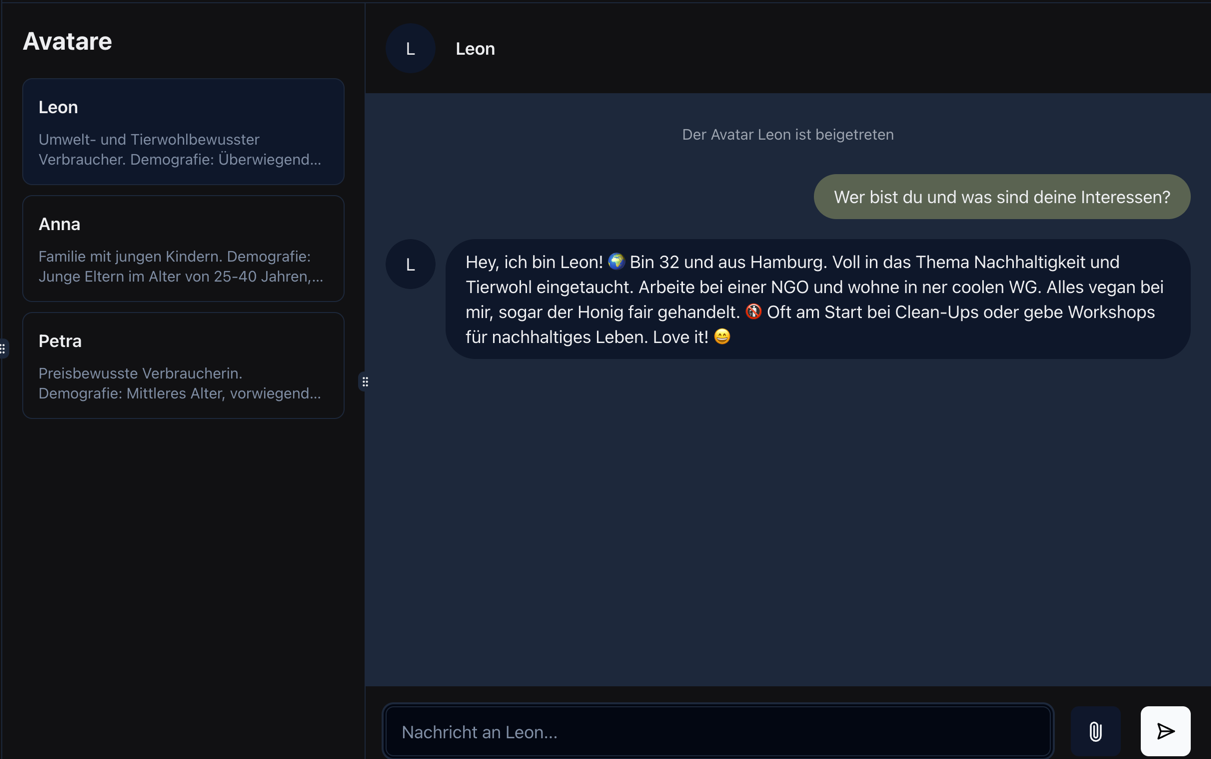 Avatare
Leon
Umwelt- und Tierwohlbewusster
Verbraucher. Demografie: Überwiegend...
Anna
Familie mit jungen Kindern. Demografie:
Junge Eltern im Alter von 25-40 Jahren,...
Petra
Preisbewusste Verbraucherin.
Demografie: Mittleres Alter, vorwiegend...
L
Leon
Der Avatar Leon ist beigetreten
Wer bist du und was sind deine Interessen?
L
Hey, ich bin Leon! 🌍 Bin 32 und aus Hamburg. Voll in das Thema Nachhaltigkeit und
Tierwohl eingetaucht. Arbeite bei einer NGO und wohne in ner coolen WG. Alles vegan bei
mir, sogar der Honig fair gehandelt. 🚯 Oft am Start bei Clean-Ups oder gebe Workshops
für nachhaltiges Leben. Love it! 😄
Nachricht an Leon...